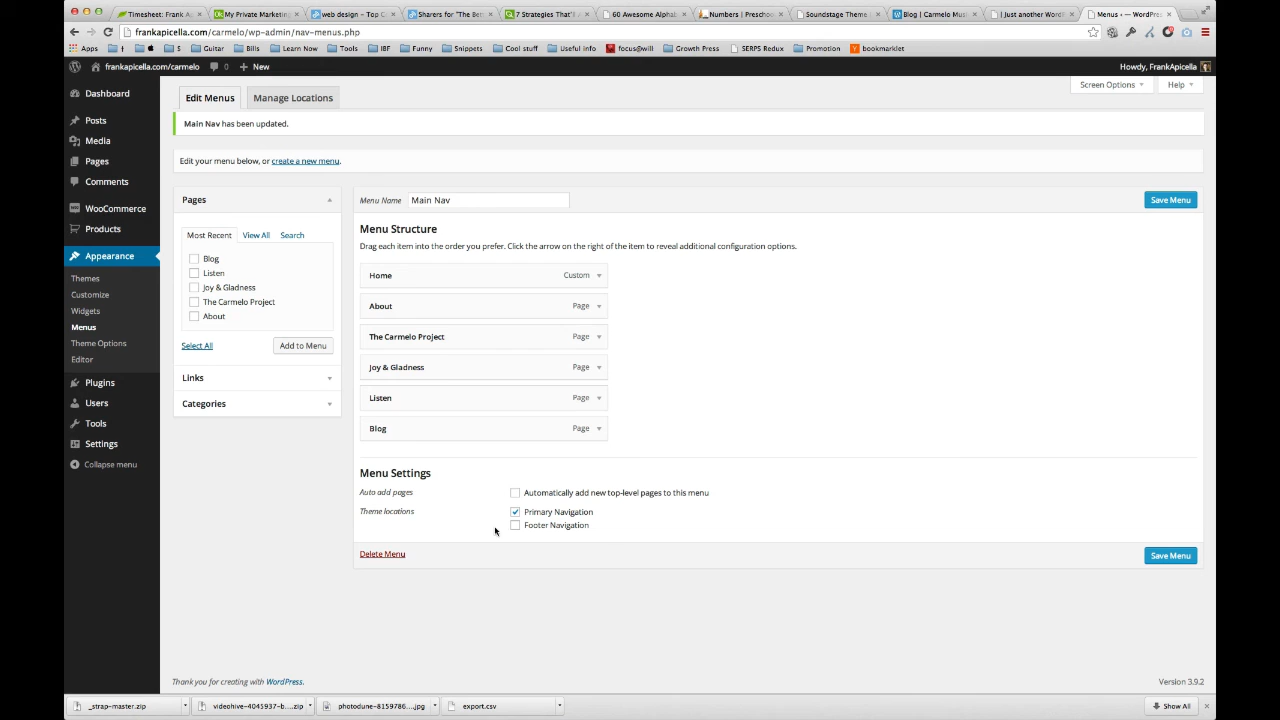 Timesheet: Frank Ap
My Private Marketing
web design – Top C
Sharers for "The Bet
7 Strategies That'll
60 Awesome Alphab
Numbers | Preschoo
Soundstage Theme
Blog | Carmelo Mus
| Just another WordP
Menus ‹ — WordPres
frankapicella.com/carmelo/wp-admin/nav-menus.php
Apps
f
S
Guitar
Bills
Learn Now
Tools
IBF
Funny
Snippets
Cool stuff
Useful info
focus@will
Growth Press
SERPS Redux
Promotion
bookmarklet
frankapicella.com/carmelo
0
New
Howdy, FrankApicella
Screen Options
Help
Dashboard
Posts
Media
Pages
Comments
WooCommerce
Products
Appearance
Themes
Customize
Widgets
Menus
Theme Options
Editor
Plugins
Users
Tools
Settings
Collapse menu
Edit Menus
Manage Locations
Main Nav has been updated.
Edit your menu below, or create a new menu.
Pages
Most Recent
View All
Search
Blog
Listen
Joy & Gladness
The Carmelo Project
About
Select All
Add to Menu
Links
Categories
Menu Name
Main Nav
Save Menu
Menu Structure
Drag each item into the order you prefer. Click the arrow on the right of the item to reveal additional configuration options.
Home Custom
About Page
The Carmelo Project Page
Joy & Gladness Page
Listen Page
Blog Page
Menu Settings
Auto add pages
Automatically add new top-level pages to this menu
Theme locations
Primary Navigation
Footer Navigation
Delete Menu
Save Menu
Thank you for creating with WordPress.
Version 3.9.2
_strap-master.zip
videohive-4045937-b....zip
photodune-8159786....jpg
export.csv
Show All